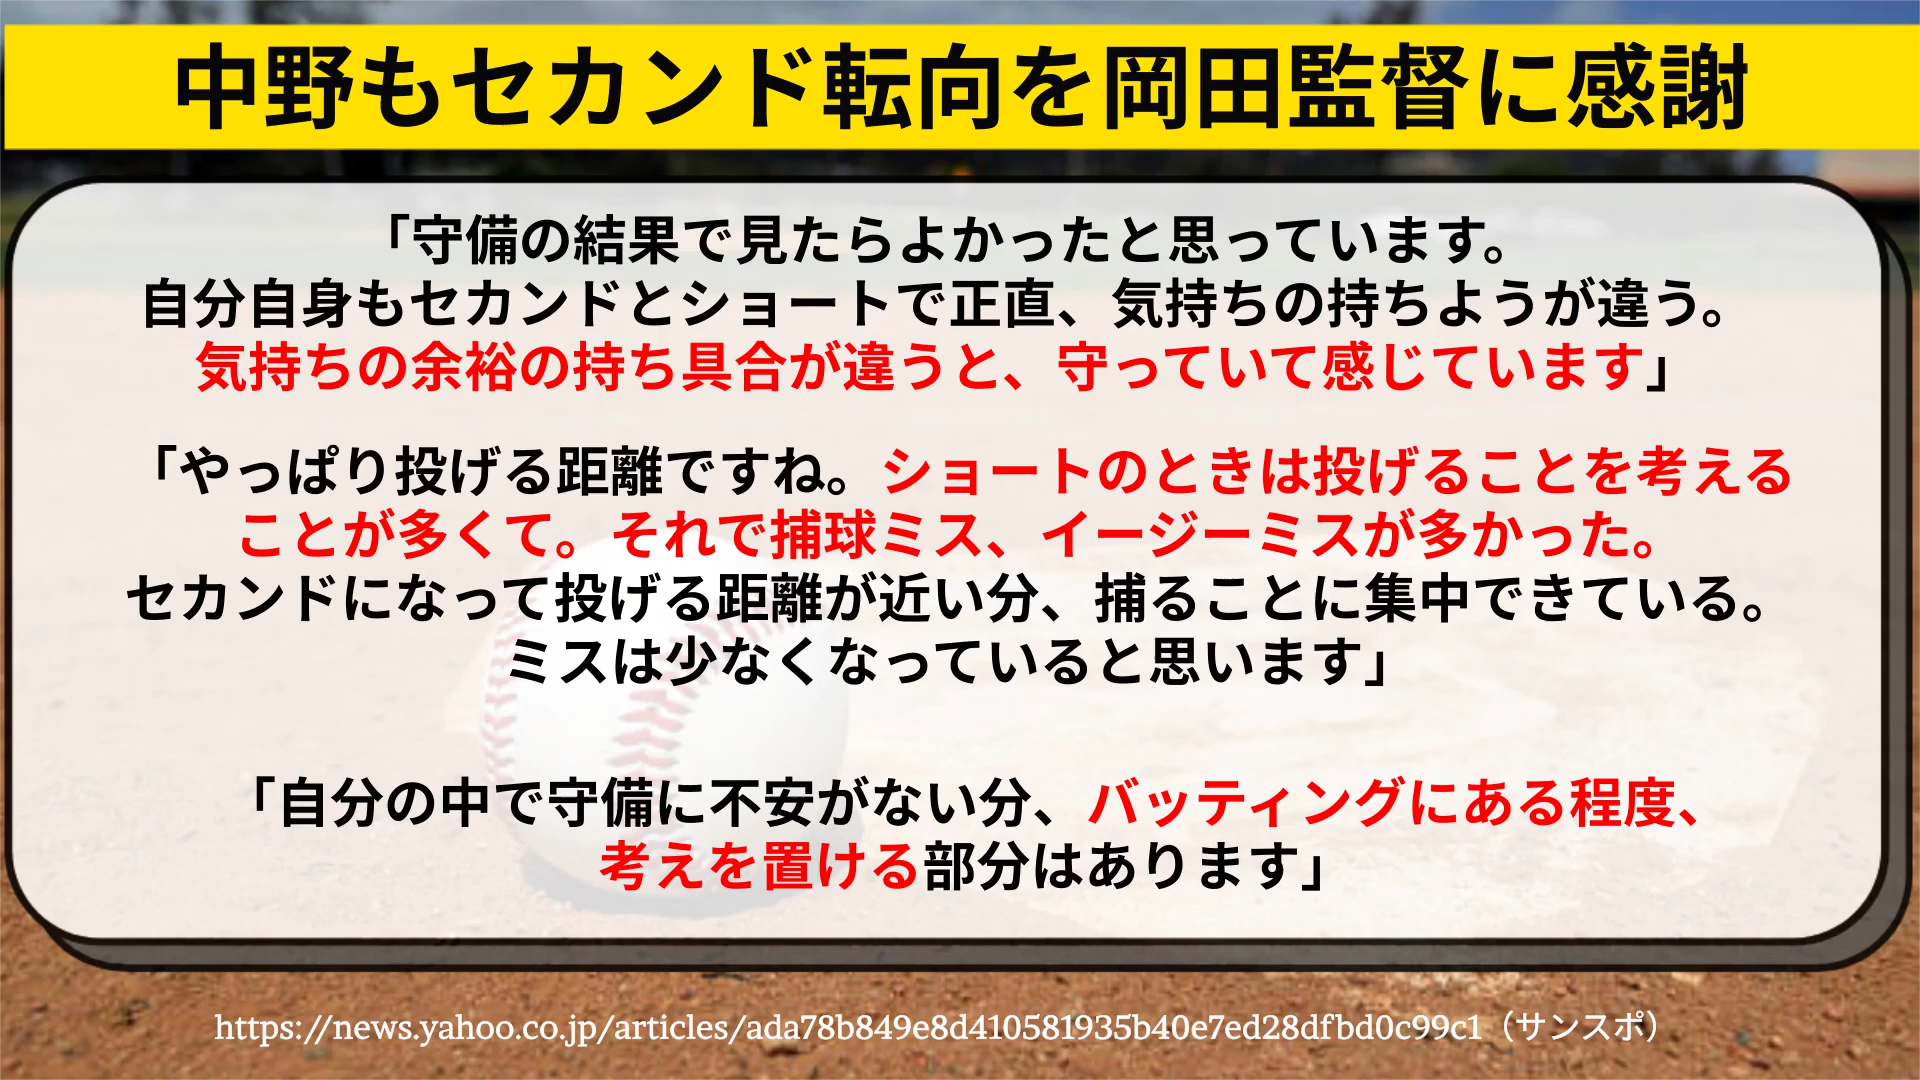 中野もセカンド転向を岡田監督に感謝
「守備の結果で見たらよかったと思っています。
自分自身もセカンドとショートで正直、気持ちの持ちようが違う。
気持ちの余裕の持ち具合が違うと、守っていて感じています」
「やっぱり投げる距離ですね。ショートのときは投げることを考える
ことが多くて。それで捕球ミス、イージーミスが多かった。
セカンドになって投げる距離が近い分、捕ることに集中できている。
ミスは少なくなっていると思います」
「自分の中で守備に不安がない分、バッティングにある程度、
考えを置ける部分はあります」
https://news.yahoo.co.jp/articles/ada78b849e8d410581935b40e7ed28dfbd0c99c1（サンスポ）